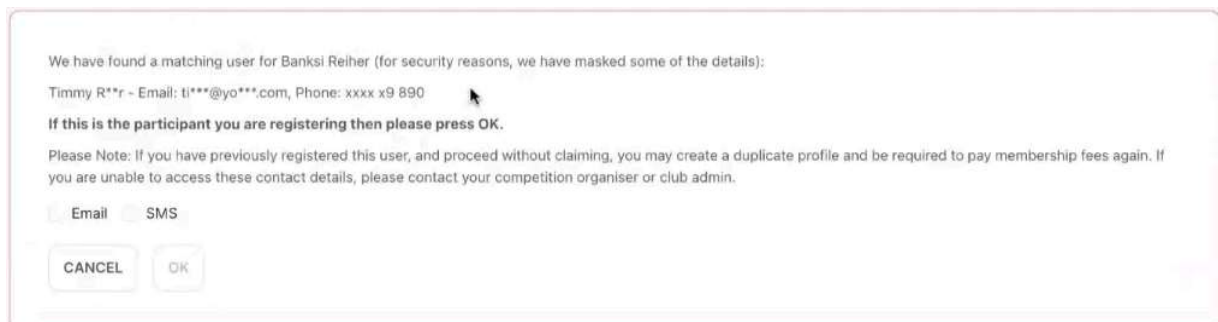 We have found a matching user for Banksi Reiher (for security reasons, we have masked some of the details):
Timmy R**r - Email: ti***@yo***.com, Phone: xxxx x9 890
If this is the participant you are registering then please press OK.
Please Note: If you have previously registered this user, and proceed without claiming, you may create a duplicate profile and be required to pay membership fees again. If
you are unable to access these contact details, please contact your competition organiser or club admin.
Email SMS
CANCEL OK